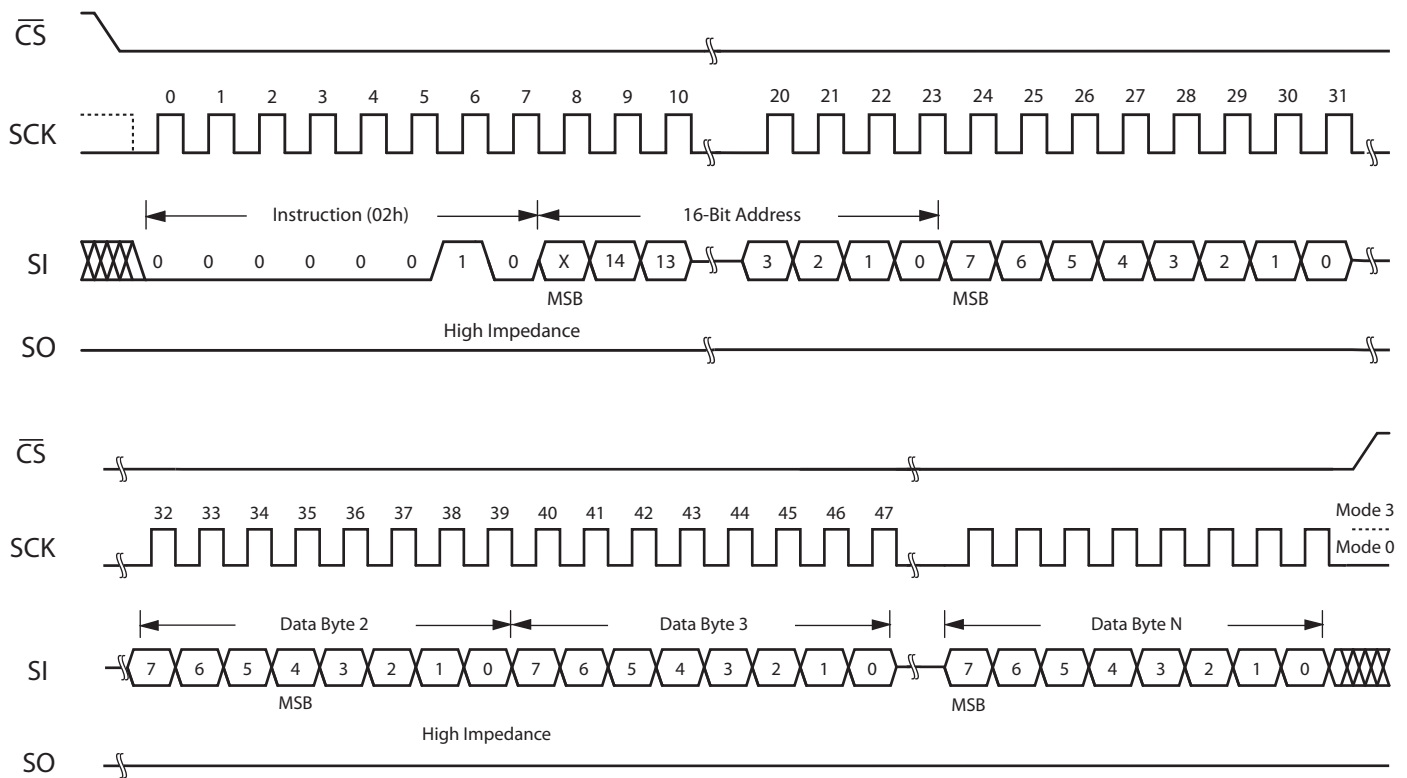 CS
0 1 2 3 4 5 6 7 8 9 10 20 21 22 23 24 25 26 27 28 29 30 31
SCK
Instruction (02h) 16-Bit Address
SI 0 0 0 0 0 0 1 0 X 14 13 3 2 1 0 7 6 5 4 3 2 1 0
MSB MSB
High Impedance
SO
CS
32 33 34 35 36 37 38 39 40 41 42 43 44 45 46 47 Mode 3
SCK Mode 0
Data Byte 2 Data Byte 3 Data Byte N
SI 7 6 5 4 3 2 1 0 7 6 5 4 3 2 1 0 7 6 5 4 3 2 1 0
MSB MSB
High Impedance
SO